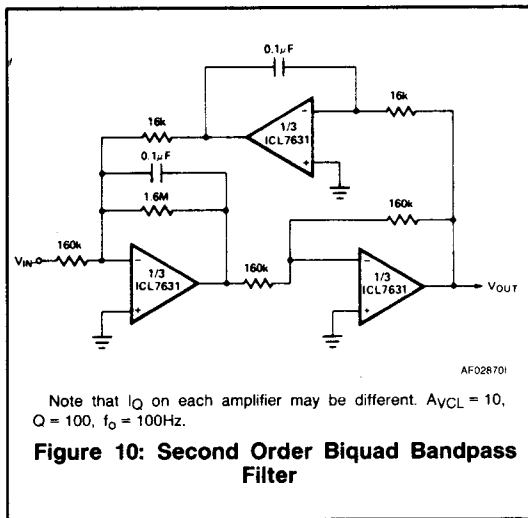 0.1μF
16k
1/3
ICL7631
16k
0.1μF
1.6M
160k
VIN
160k
1/3
ICL7631
160k
1/3
ICL7631
VOUT
AF02870I
Note that IQ on each amplifier may be different. AVCL = 10,
Q = 100, fo = 100Hz.
Figure 10: Second Order Biquad Bandpass
Filter